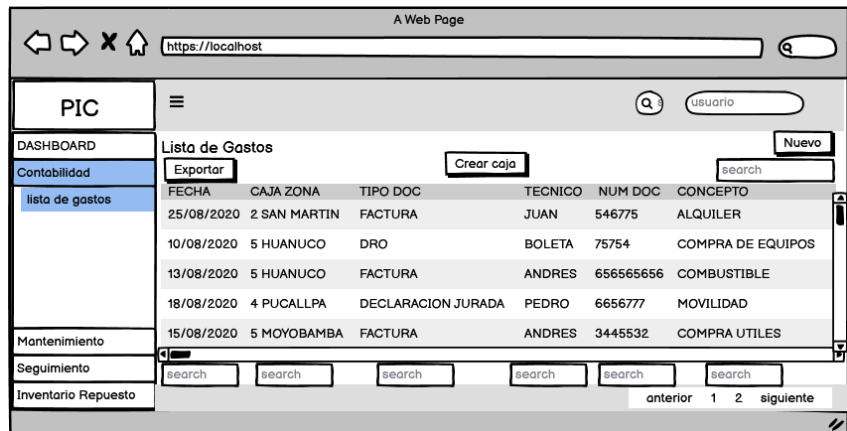 A Web Page
https://localhost
PIC
usuario
DASHBOARD
Lista de Gastos
Nuevo
Contabilidad
Exportar
Crear caja
search
lista de gastos
FECHA CAJA ZONA TIPO DOC TECNICO NUM DOC CONCEPTO
25/08/2020 2 SAN MARTIN FACTURA JUAN 546775 ALQUILER
10/08/2020 5 HUANUCO DRO BOLETA 75754 COMPRA DE EQUIPOS
13/08/2020 5 HUANUCO FACTURA ANDRES 656565656 COMBUSTIBLE
18/08/2020 4 PUCALLPA DECLARACION JURADA PEDRO 6656777 MOVILIDAD
15/08/2020 5 MOYOBAMBA FACTURA ANDRES 3445532 COMPRA UTILES
Mantenimiento
Seguimiento
search search search search search search
Inventario Repuesto
anterior 1 2 siguiente